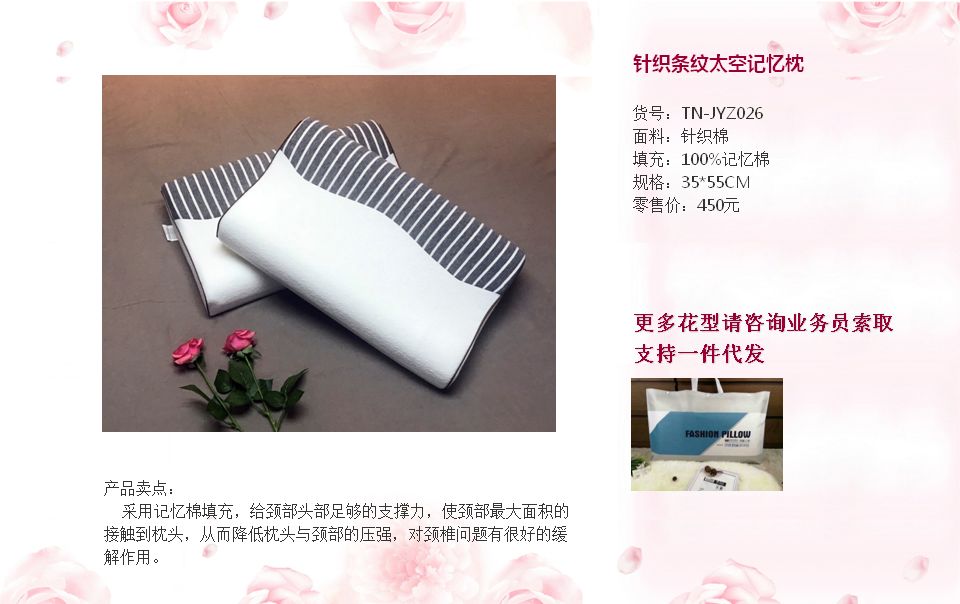 针织条纹太空记忆枕
货号：TN-JYZ026
面料：针织棉
填充：100%记忆棉
规格：35*55CM
零售价：450元
更多花型请咨询业务员索取
支持一件代发
FASHION PILLOW
产品卖点：
采用记忆棉填充，给颈部头部足够的支撑力，使颈部最大面积的
接触到枕头，从而降低枕头与颈部的压强，对颈椎问题有很好的缓
解作用。